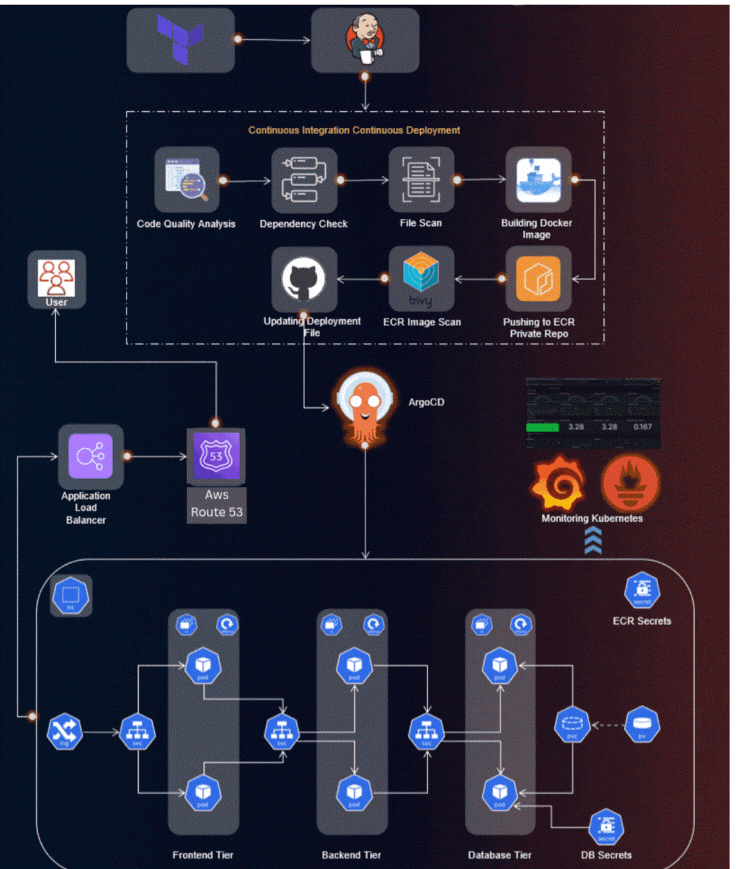 Continuous Integration Continuous Deployment
Code Quality Analysis
Dependency Check
File Scan
Building Docker
Image
User
trivy
Updating Deployment
File
ECR Image Scan
Pushing to ECR
Private Repo
ArgoCD
3.28
3.28
0.167
53
Application
Load
Balancer
Aws
Route 53
Monitoring Kubernetes
ns
secret
ECR Secrets
pod
pod
pod
ing
svc
svc
svc
pvc
pv
pod
pod
pod
secret
Frontend Tier
Backend Tier
Database Tier
DB Secrets